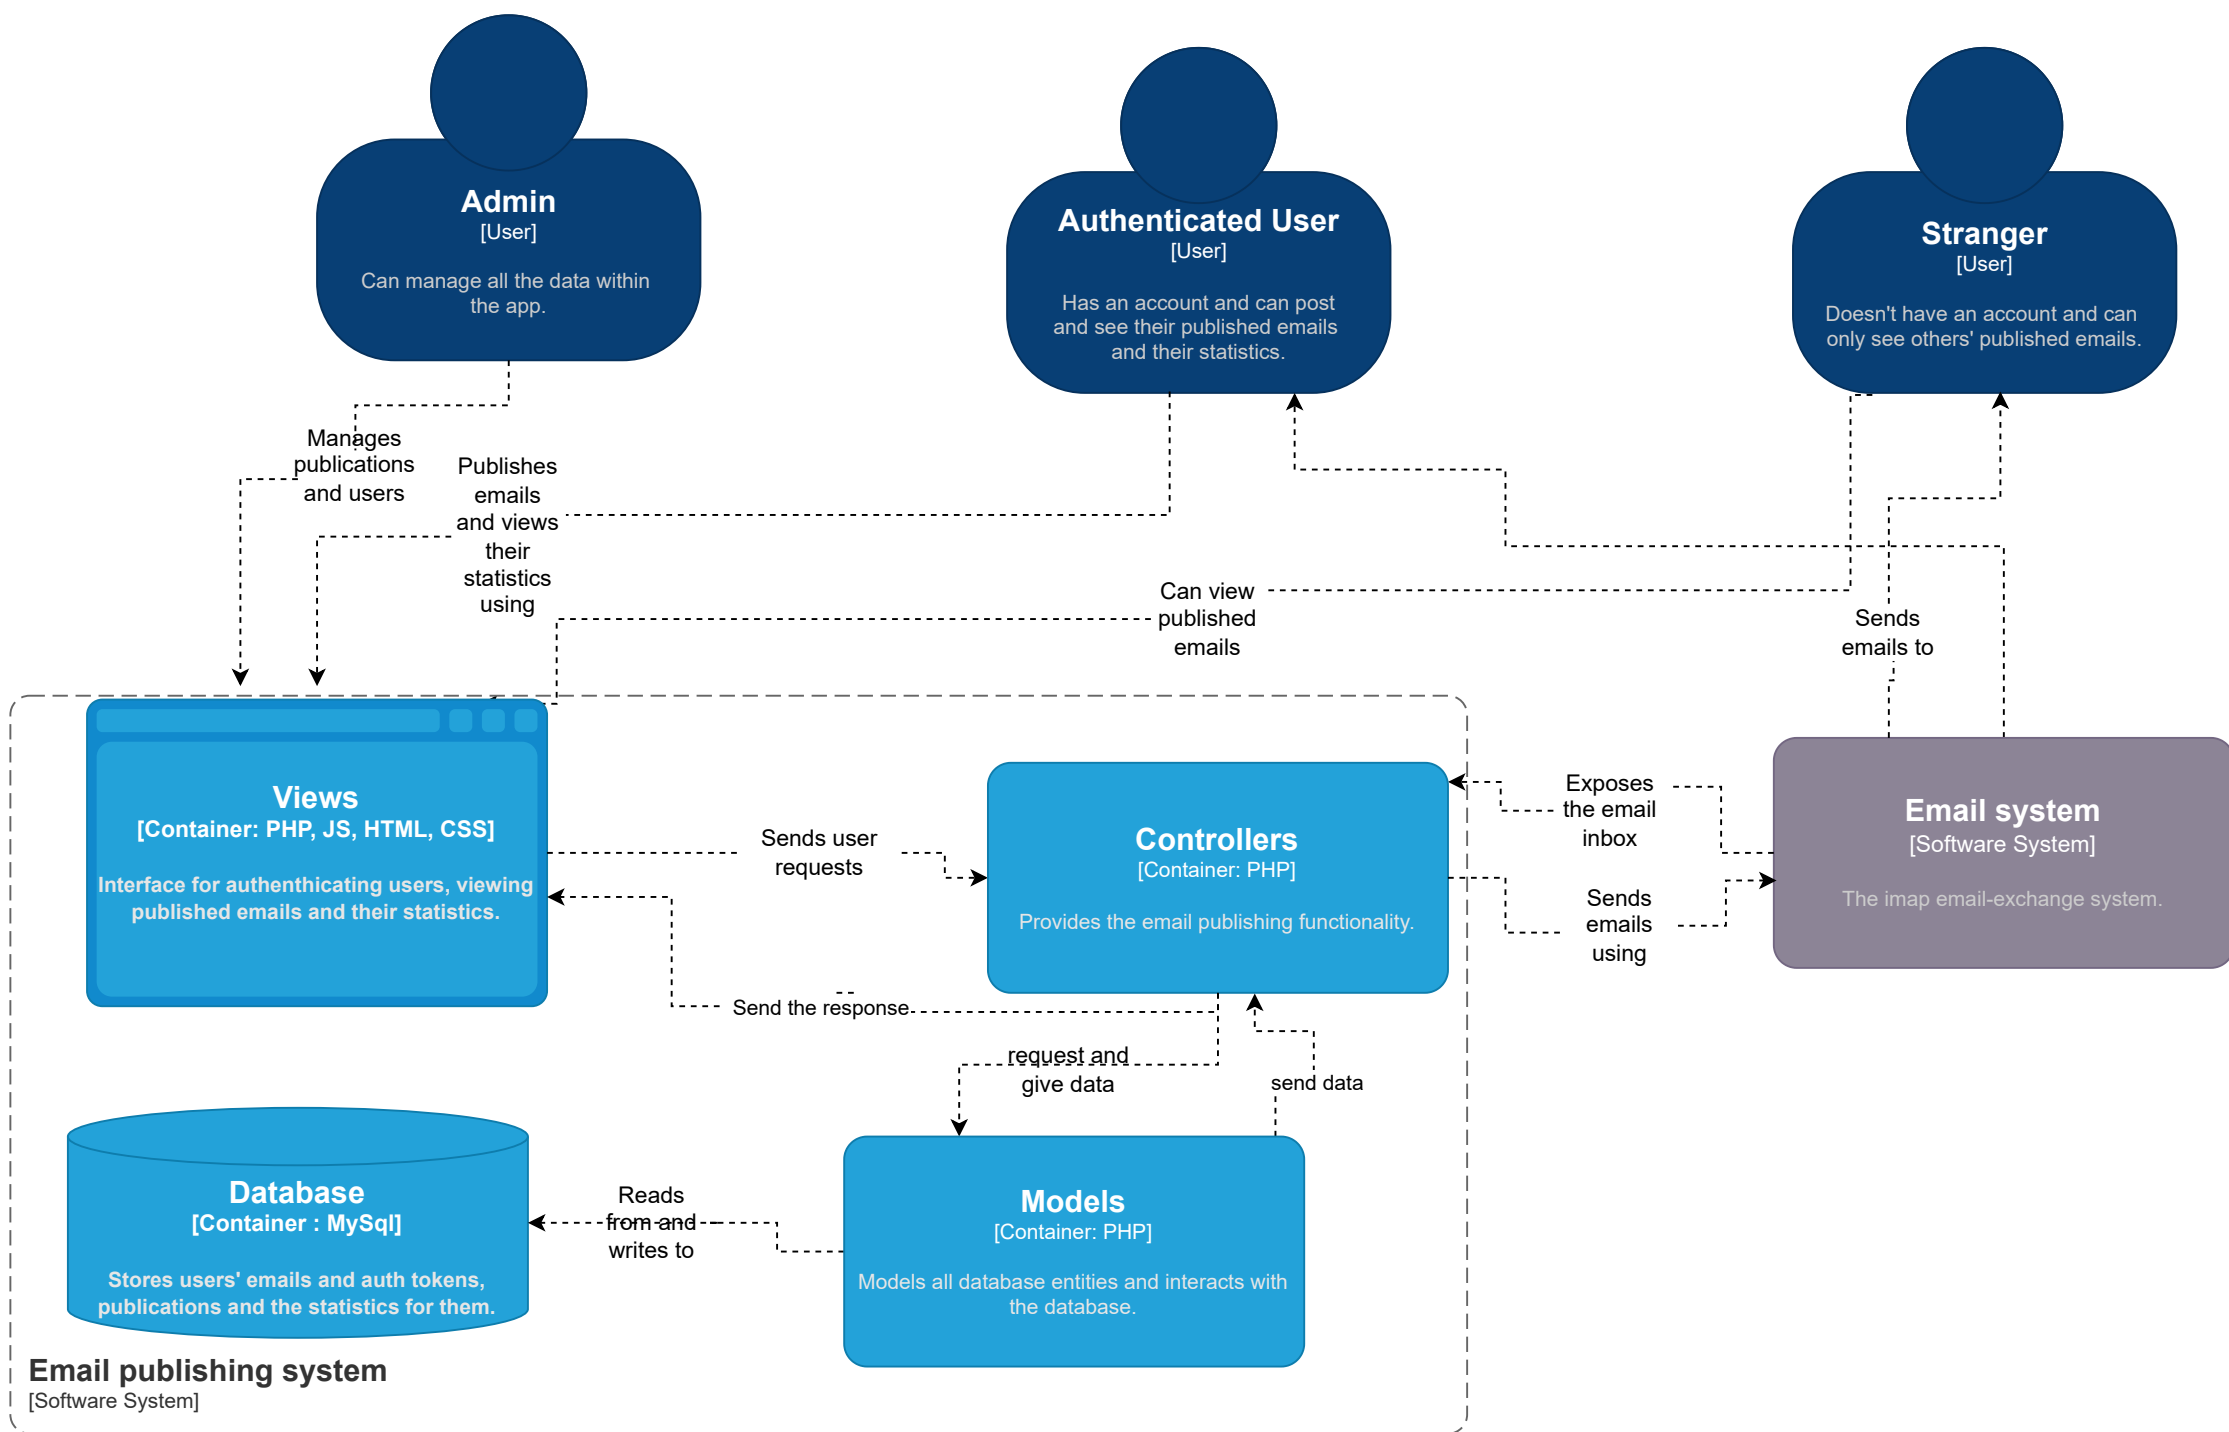 Admin
[User]
Can manage all the data within
the app.
Authenticated User
[User]
Has an account and can post
and see their published emails
and their statistics.
Stranger
[User]
Doesn't have an account and can
only see others' published emails.
Manages
publications
and users
Publishes
emails
and views
their
statistics
using
Can view
published
emails
Sends
emails to
Views
[Container: PHP, JS, HTML, CSS]
Interface for authenthicating users, viewing
published emails and their statistics.
Sends user
requests
Controllers
[Container: PHP]
Provides the email publishing functionality.
Exposes
the email
inbox
Sends
emails
using
Email system
[Software System]
The imap email-exchange system.
Send the response
request and
give data
send data
Database
[Container : MySql]
Stores users' emails and auth tokens,
publications and the statistics for them.
Reads
from and
writes to
Models
[Container: PHP]
Models all database entities and interacts with
the database.
Email publishing system
[Software System]